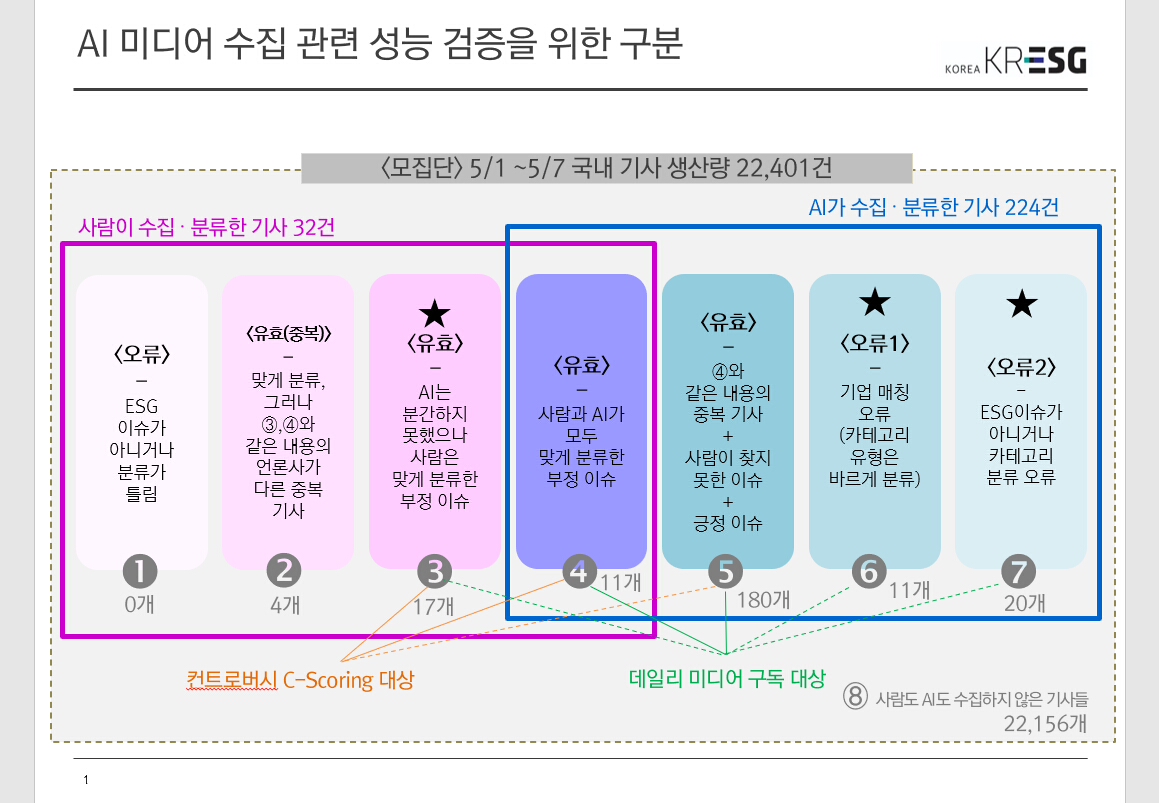 AI 미디어 수집 관련 성능 검증을 위한 구분
KOREA KRESG
〈모집단〉 5/1 ~5/7 국내 기사 생산량 22,401건
사람이 수집 · 분류한 기사 32건
AI가 수집 · 분류한 기사 224건
〈오류〉
–
ESG
이슈가
아니거나
분류가
틀림
❶
0개
〈유효(중복)〉
–
맞게 분류,
그러나
③,④와
같은 내용의
언론사가
다른 중복
기사
❷
4개
★
〈유효〉
–
AI는
분간하지
못했으나
사람은
맞게 분류한
부정 이슈
❸
17개
〈유효〉
–
사람과 AI가
모두
맞게 분류한
부정 이슈
❹
11개
〈유효〉
–
④와
같은 내용의
중복 기사
+
사람이 찾지
못한 이슈
+
긍정 이슈
❺
180개
★
〈오류1〉
–
기업 매칭
오류
(카테고리
유형은
바르게 분류)
❻
11개
★
〈오류2〉
–
ESG이슈가
아니거나
카테고리
분류 오류
❼
20개
컨트로버시 C-Scoring 대상
데일리 미디어 구독 대상
⑧ 사람도 AI도 수집하지 않은 기사들
22,156개
1